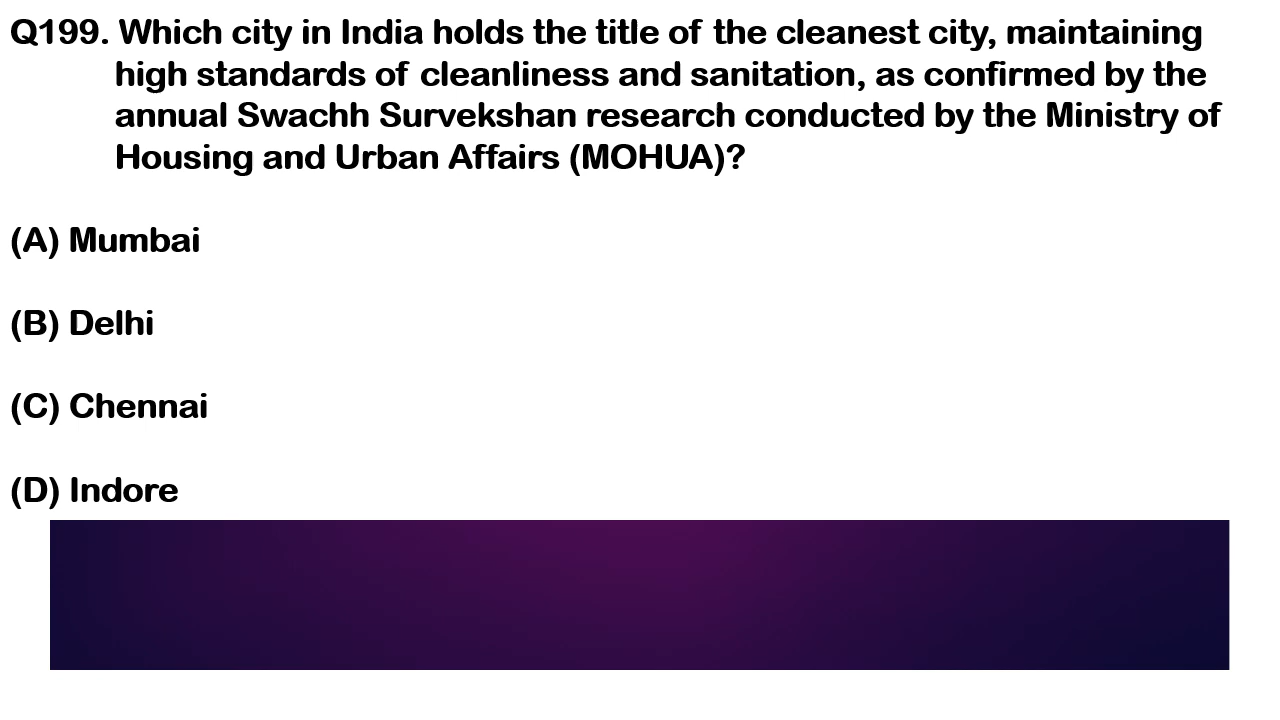 Q199. Which city in India holds the title of the cleanest city, maintaining
high standards of cleanliness and sanitation, as confirmed by the
annual Swachh Survekshan research conducted by the Ministry of
Housing and Urban Affairs (MOHUA)?
(A) Mumbai
(B) Delhi
(C) Chennai
(D) Indore